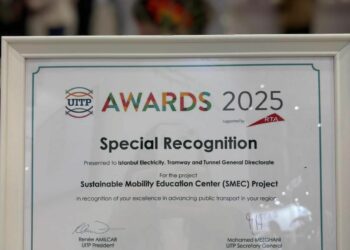 UITP
AWARDS 2025
supported by RTA
Special Recognition
Presented to Istanbul Electricity, Tramway and Tunnel General Directorate
For the project
Sustainable Mobility Education Center (SMEC) Project
in recognition of your excellence in advancing public transport in your region.
Renée AMILCAR
UITP President
Mohamed MEZGHANI
UITP Secretary General